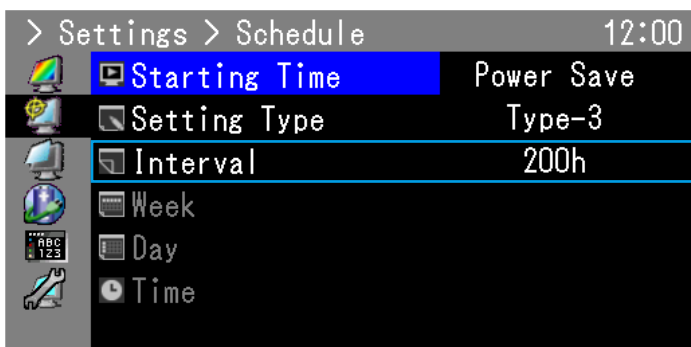 > Settings > Schedule 12:00
Starting Time Power Save
Setting Type Type-3
Interval 200h
Week
Day
ABC
123
Time